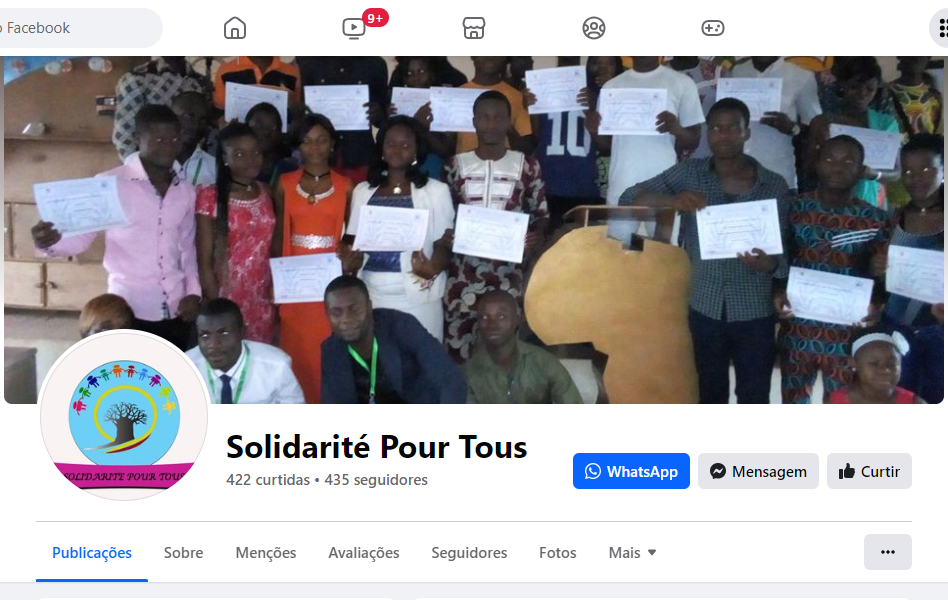 Facebook
9+
10
SOLIDARITE POUR TOUS
Solidarité Pour Tous
422 curtidas • 435 seguidores
WhatsApp
Mensagem
Curtir
Publicações
Sobre
Menções
Avaliações
Seguidores
Fotos
Mais